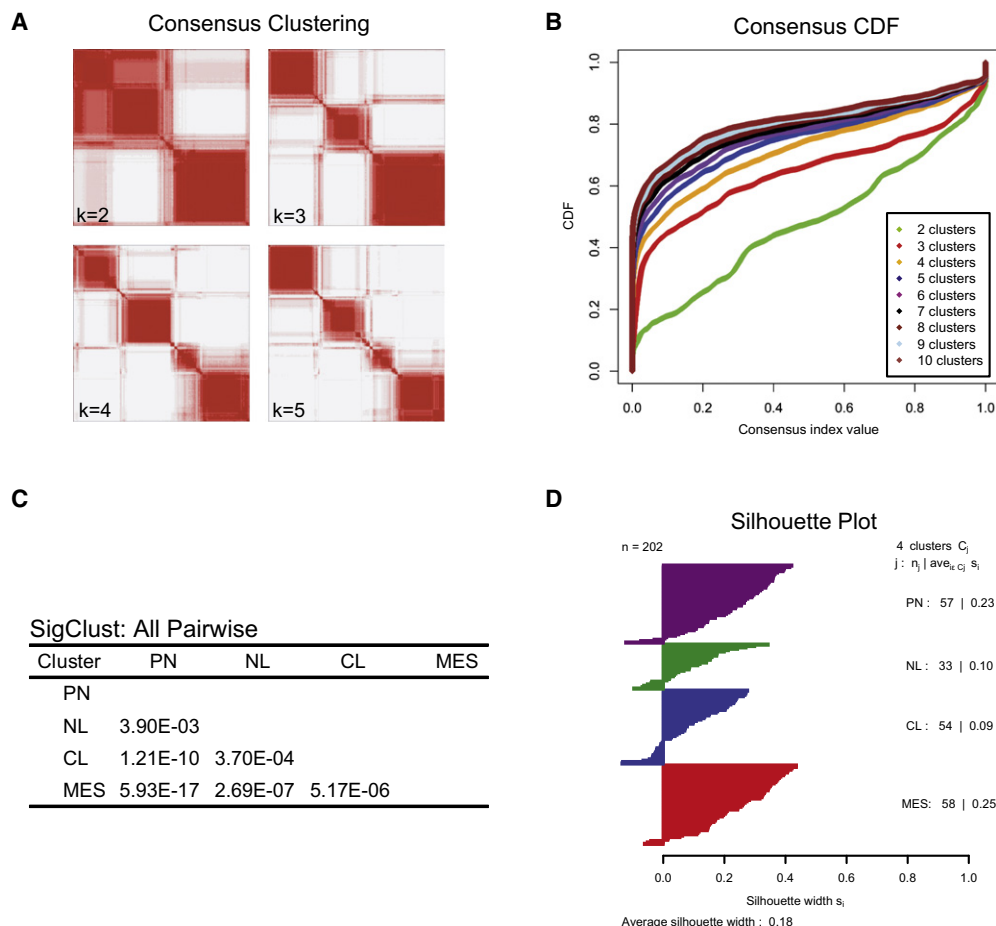 A
Consensus Clustering
k=2
k=3
k=4
k=5
B
Consensus CDF
CDF
1.0
0.8
0.6
0.4
0.2
0.0
2 clusters
3 clusters
4 clusters
5 clusters
6 clusters
7 clusters
8 clusters
9 clusters
10 clusters
0.0 0.2 0.4 0.6 0.8 1.0
Consensus index value
C
SigClust: All Pairwise
Cluster PN NL CL MES
PN
NL 3.90E-03
CL 1.21E-10 3.70E-04
MES 5.93E-17 2.69E-07 5.17E-06
D
Silhouette Plot
n = 202
4 clusters Cj
j : nj | aveiε Cj si
PN : 57 | 0.23
NL : 33 | 0.10
CL : 54 | 0.09
MES: 58 | 0.25
0.0 0.2 0.4 0.6 0.8 1.0
Silhouette width si
Average silhouette width : 0.18